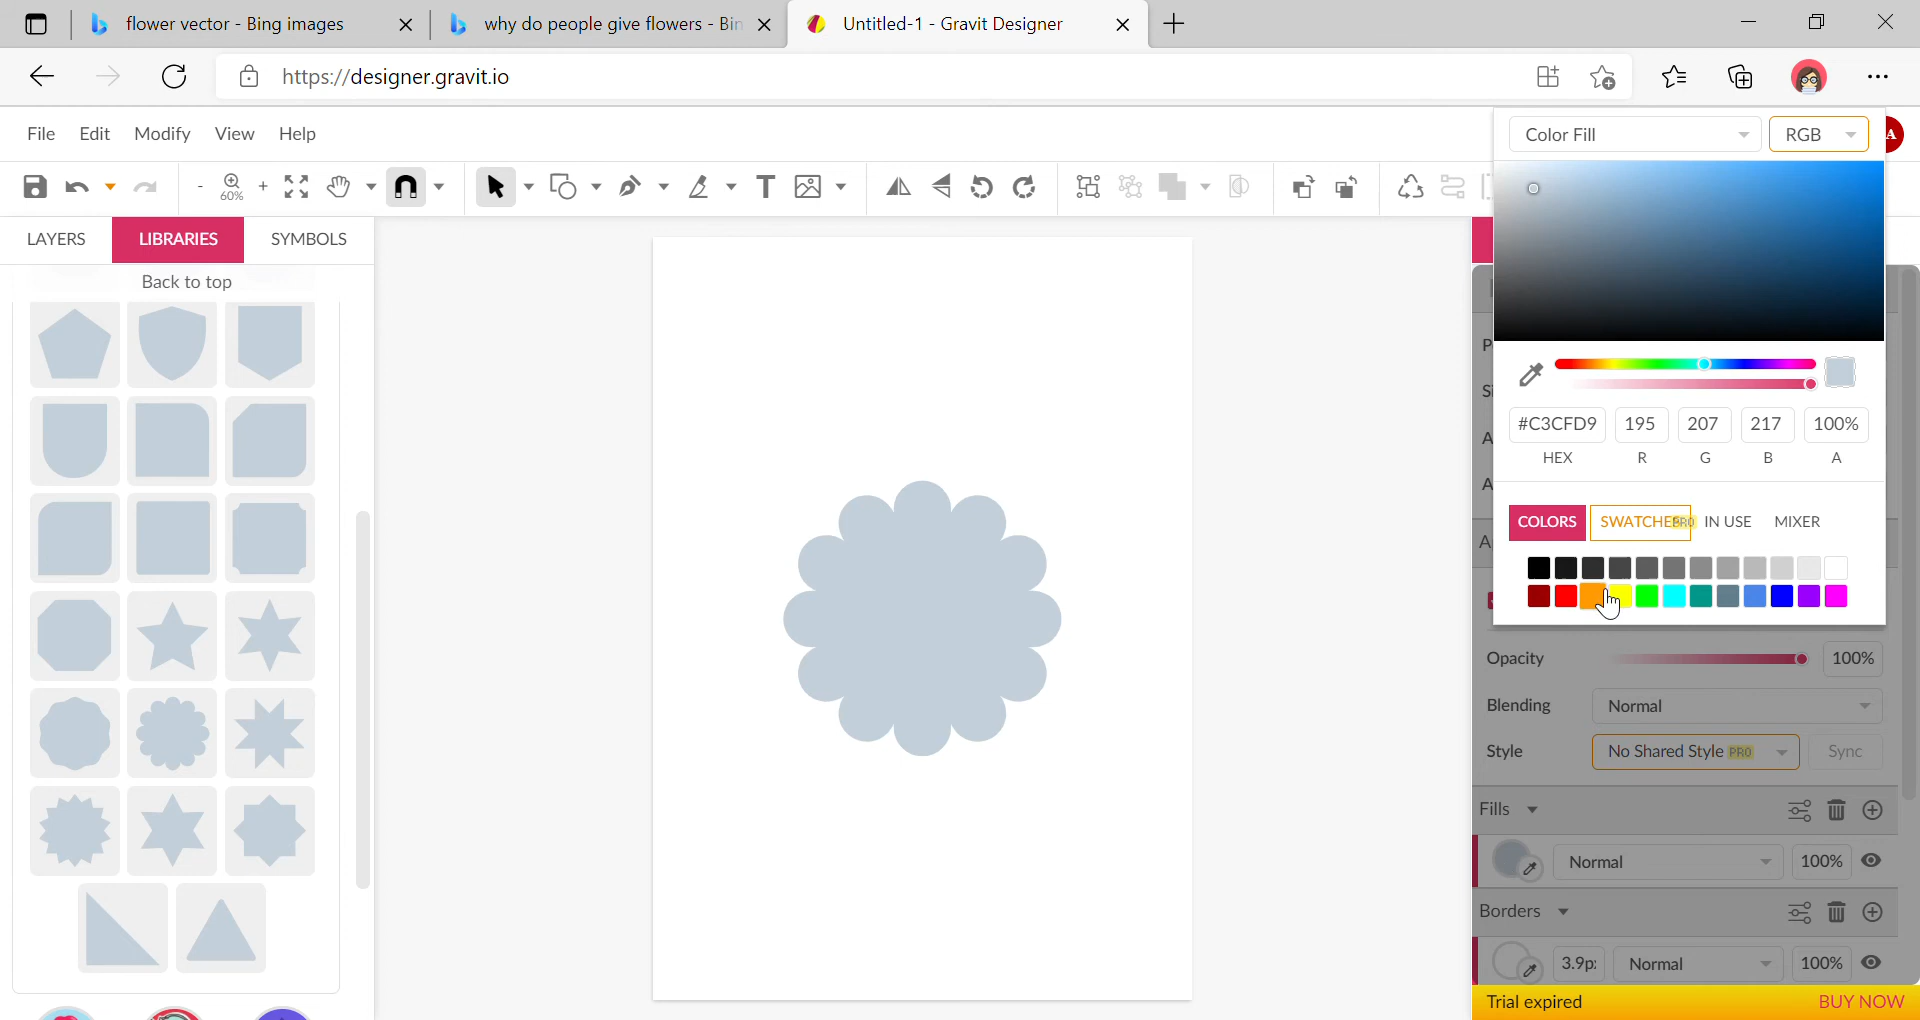 flower vector - Bing images
why do people give flowers - Bin
Untitled-1 - Gravit Designer
https://designer.gravit.io
File Edit Modify View Help
Color Fill RGB
A
- 60% +
LAYERS LIBRARIES SYMBOLS
Back to top
#C3CFD9 195 207 217 100%
HEX R G B A
COLORS SWATCHES PRO IN USE MIXER
Opacity 100%
Blending Normal
Style No Shared Style PRO Sync
Fills
Normal 100%
Borders
3.9p: Normal 100%
Trial expired BUY NOW